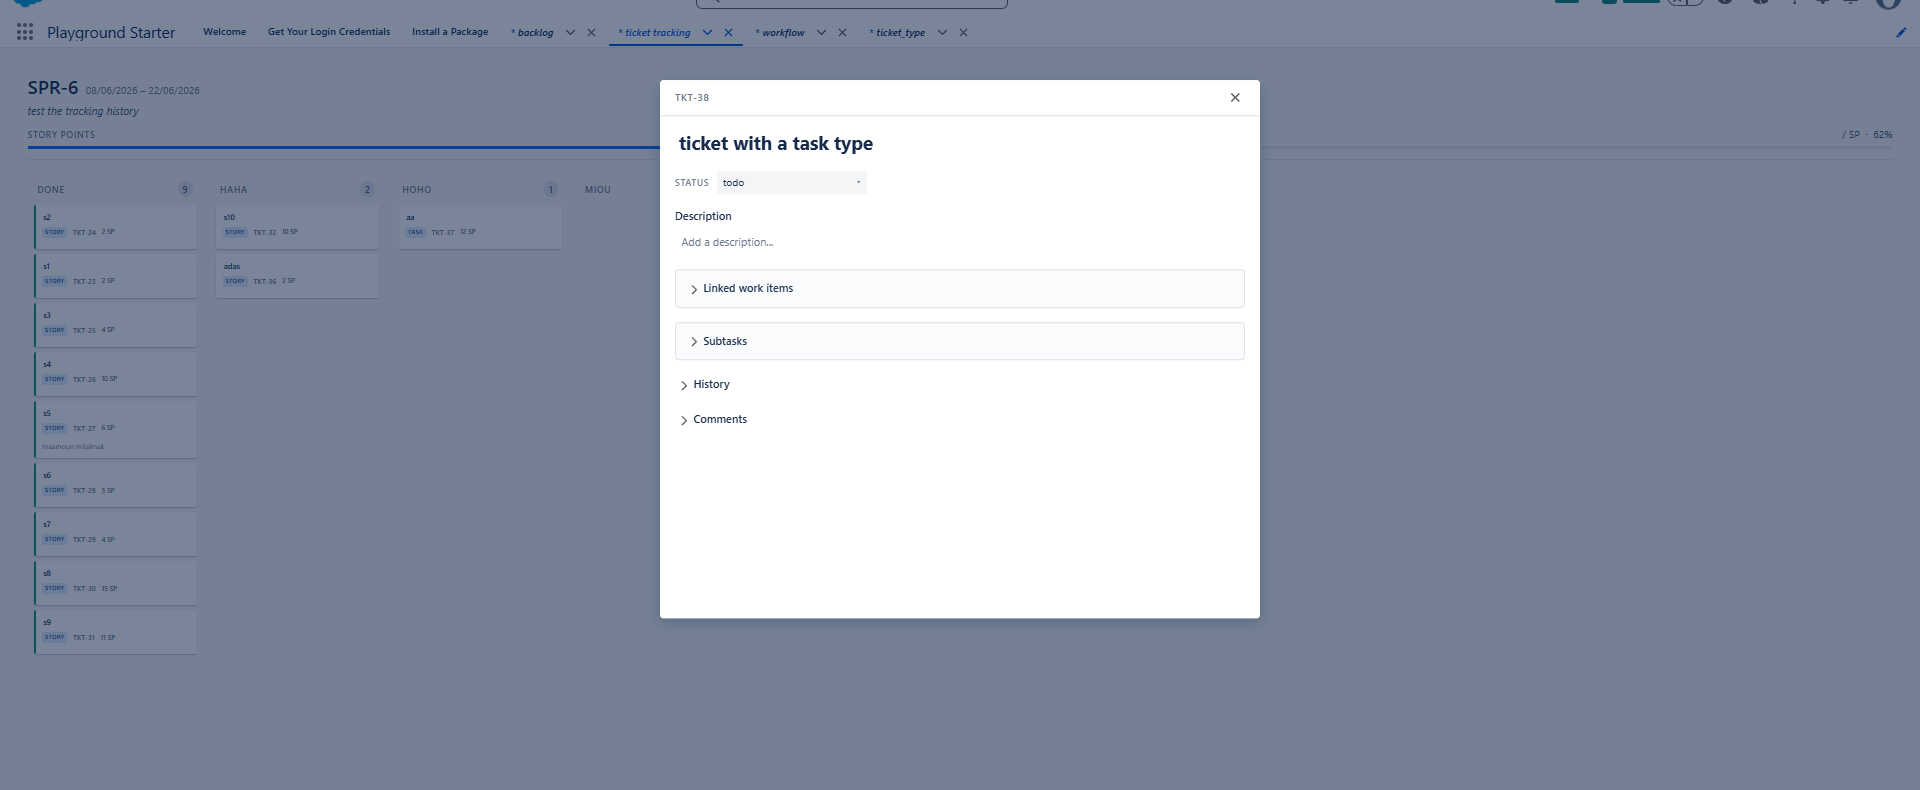 Playground Starter
Welcome
Get Your Login Credentials
Install a Package
* backlog
* ticket tracking
* workflow
* ticket_type
SPR-6 08/06/2026 – 22/06/2026
test the tracking history
STORY POINTS
/ SP · 62%
DONE 9
s2
STORY TKT-24 2 SP
s1
STORY TKT-23 2 SP
s3
STORY TKT-25 4 SP
s4
STORY TKT-26 10 SP
s5
STORY TKT-27 6 SP
maamoun m3alimak
s6
STORY TKT-28 5 SP
s7
STORY TKT-29 4 SP
s8
STORY TKT-30 15 SP
s9
STORY TKT-31 11 SP
HAHA 2
s10
STORY TKT-32 10 SP
adas
STORY TKT-36 2 SP
HOHO 1
aa
TASK TKT-37 12 SP
MIOU
TKT-38
ticket with a task type
STATUS todo
Description
Add a description...
Linked work items
Subtasks
History
Comments